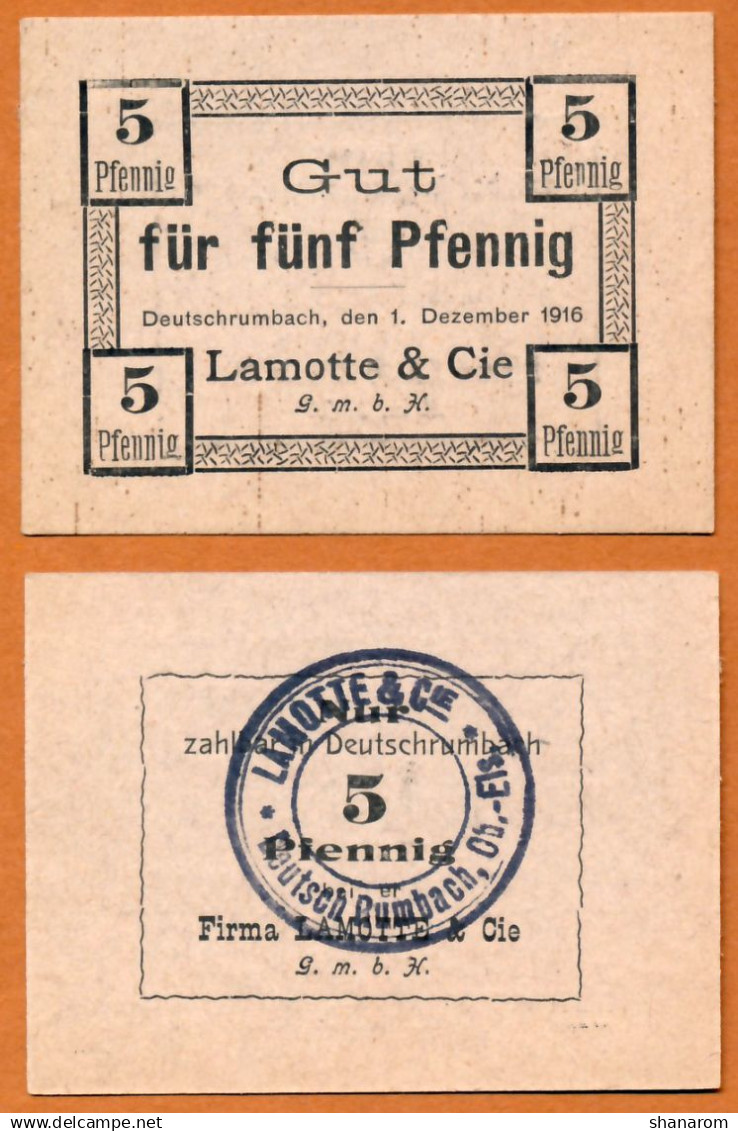 5
Pfennig
5
Pfennig
Gut
für fünf Pfennig
Deutschrumbach, den 1. Dezember 1916
Lamotte & Cie
G. m. b. H.
5
Pfennig
5
Pfennig
LAMOTTE & CIE
* Deutsch Rumbach, Ob.-Els. *
Nur
zahlbar in Deutschrumbach
5
Pfennig
Firma LAMOTTE & Cie
G. m. b. H.
delcampe.net
shanarom